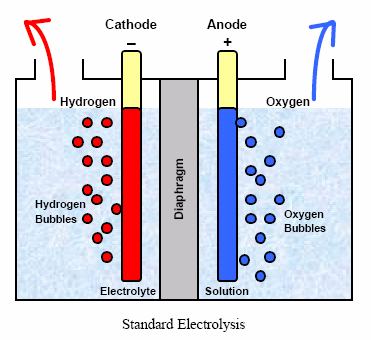 Cathode
Anode
–
+
Hydrogen
Oxygen
Diaphragm
Hydrogen
Bubbles
Oxygen
Bubbles
Electrolyte
Solution
Standard Electrolysis